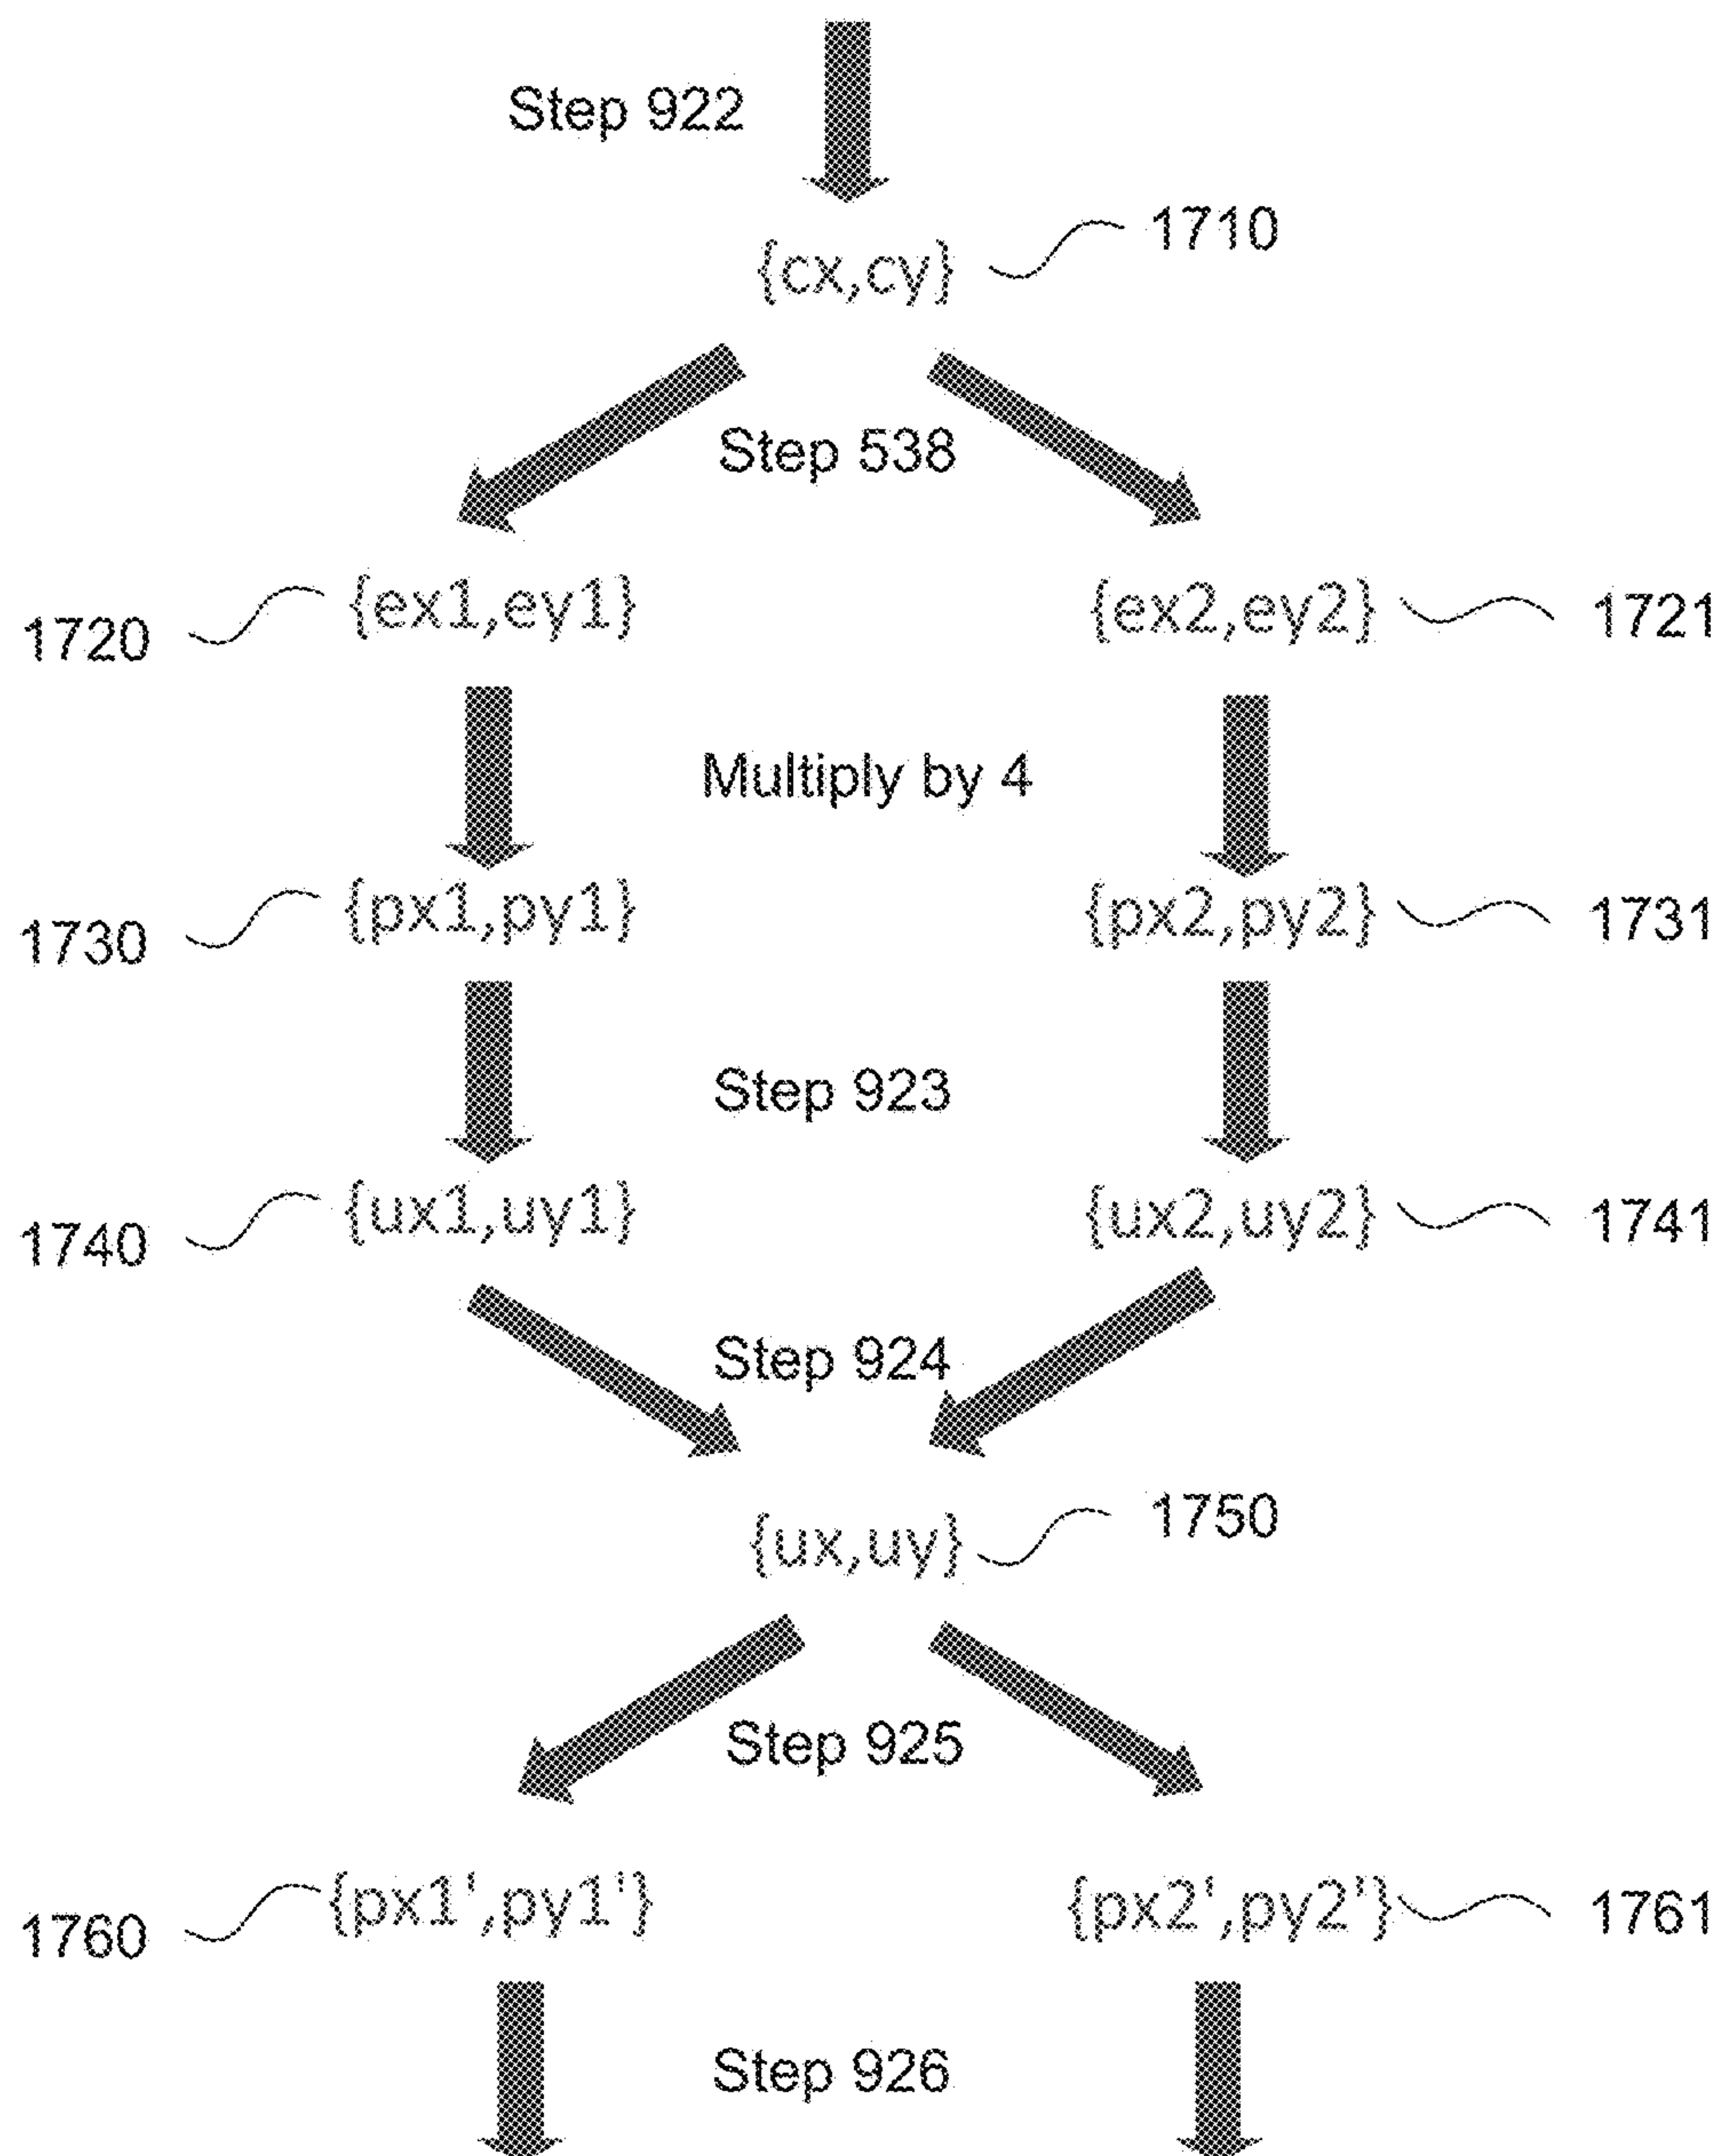 Step 922
1710
{cx,cy}
Step 538
1720
{ex1,ey1}
{ex2,ey2}
1721
Multiply by 4
1730
{px1,py1}
{px2,py2}
1731
Step 923
1740
{ux1,uy1}
{ux2,uy2}
1741
Step 924
1750
{ux,uy}
Step 925
1760
{px1',py1'}
{px2',py2'}
1761
Step 926